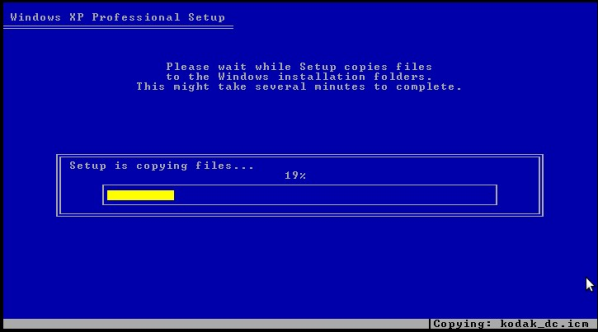 Windows XP Professional Setup
Please wait while Setup copies files
to the Windows installation folders.
This might take several minutes to complete.
Setup is copying files...
19%
Copying: kodak_dc.icm